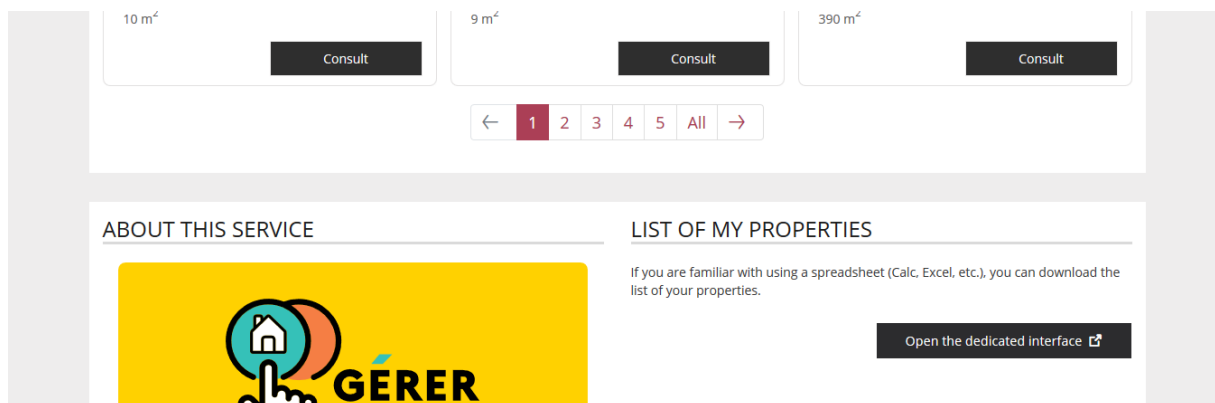 10 m²
9 m²
390 m²
Consult
Consult
Consult
← 1 2 3 4 5 All →
ABOUT THIS SERVICE
LIST OF MY PROPERTIES
If you are familiar with using a spreadsheet (Calc, Excel, etc.), you can download the
list of your properties.
Open the dedicated interface
GÉRER